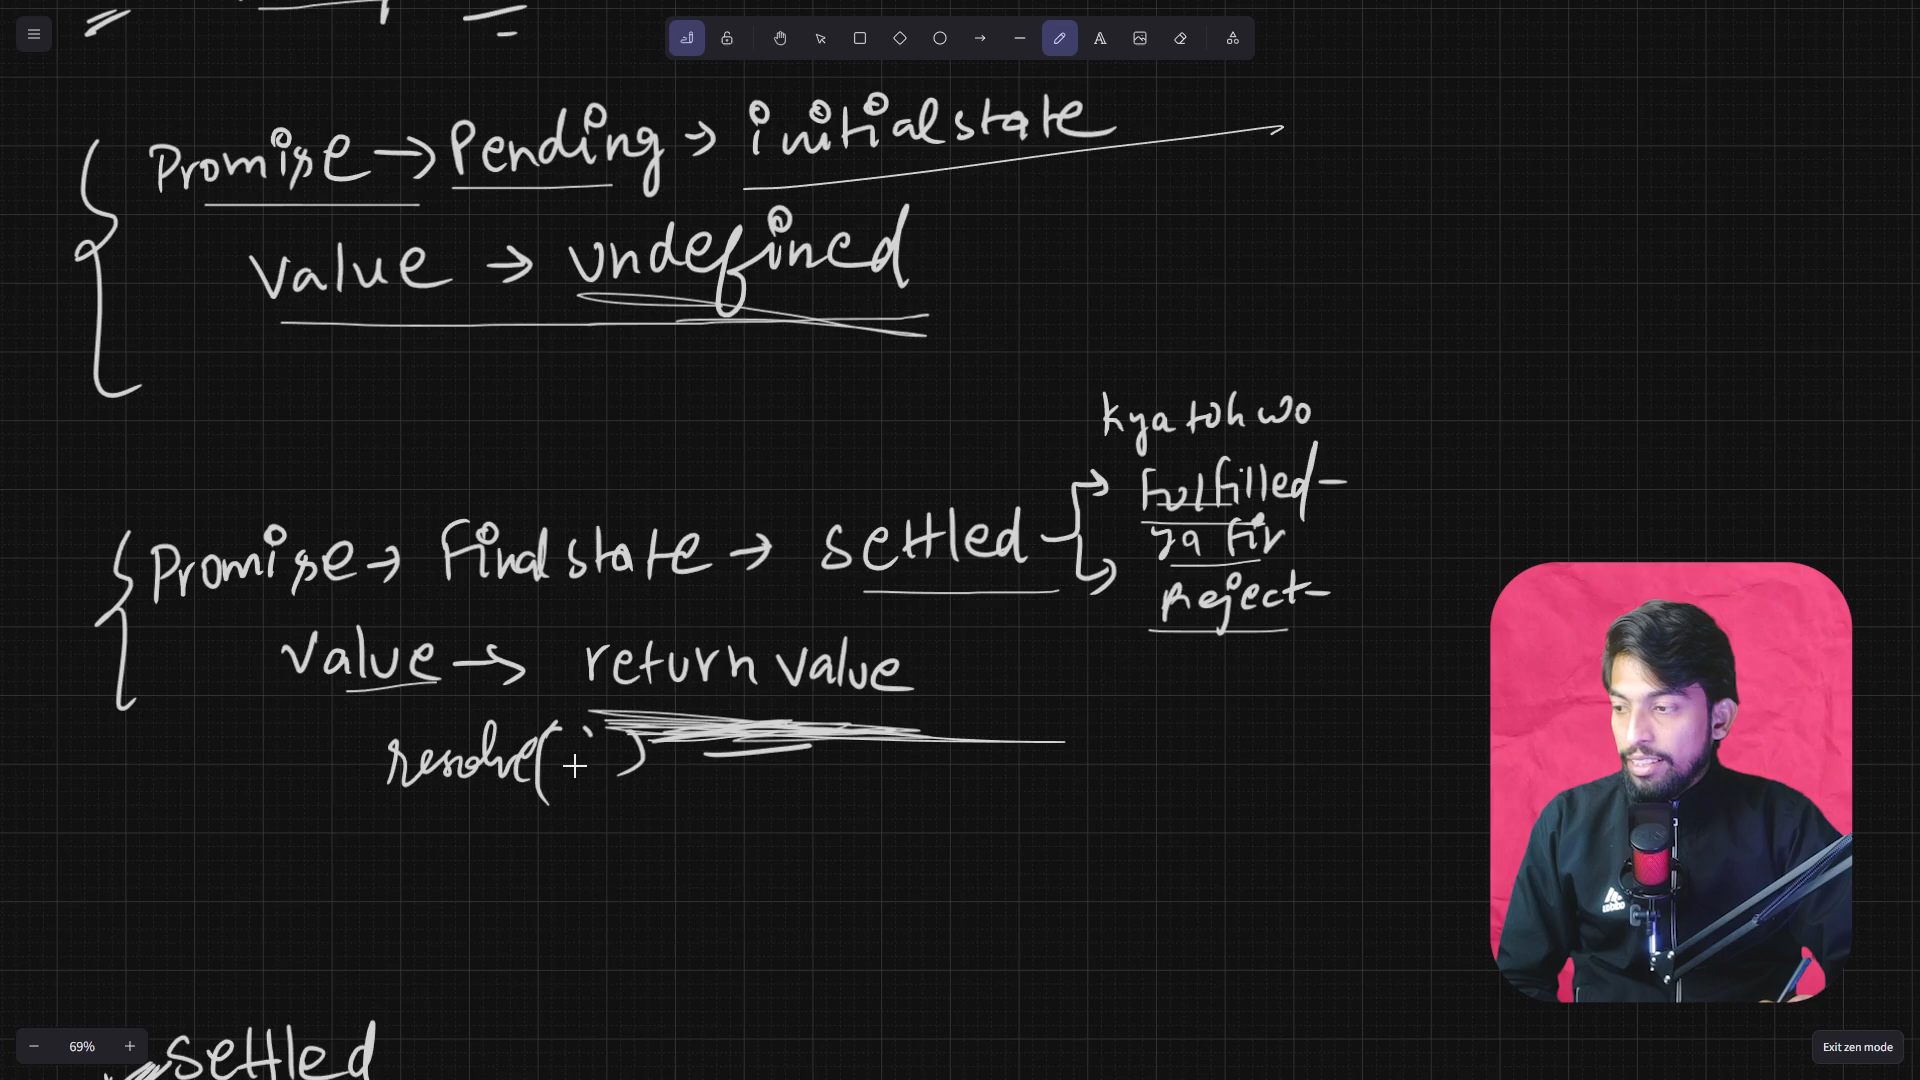 Promise → Pending → initial state
value → undefined
kya toh wo
Fulfilled -
ya fir
Reject -
Promise → Final state → settled
value → return value
resolve( ` )
settled
69%
Exit zen mode